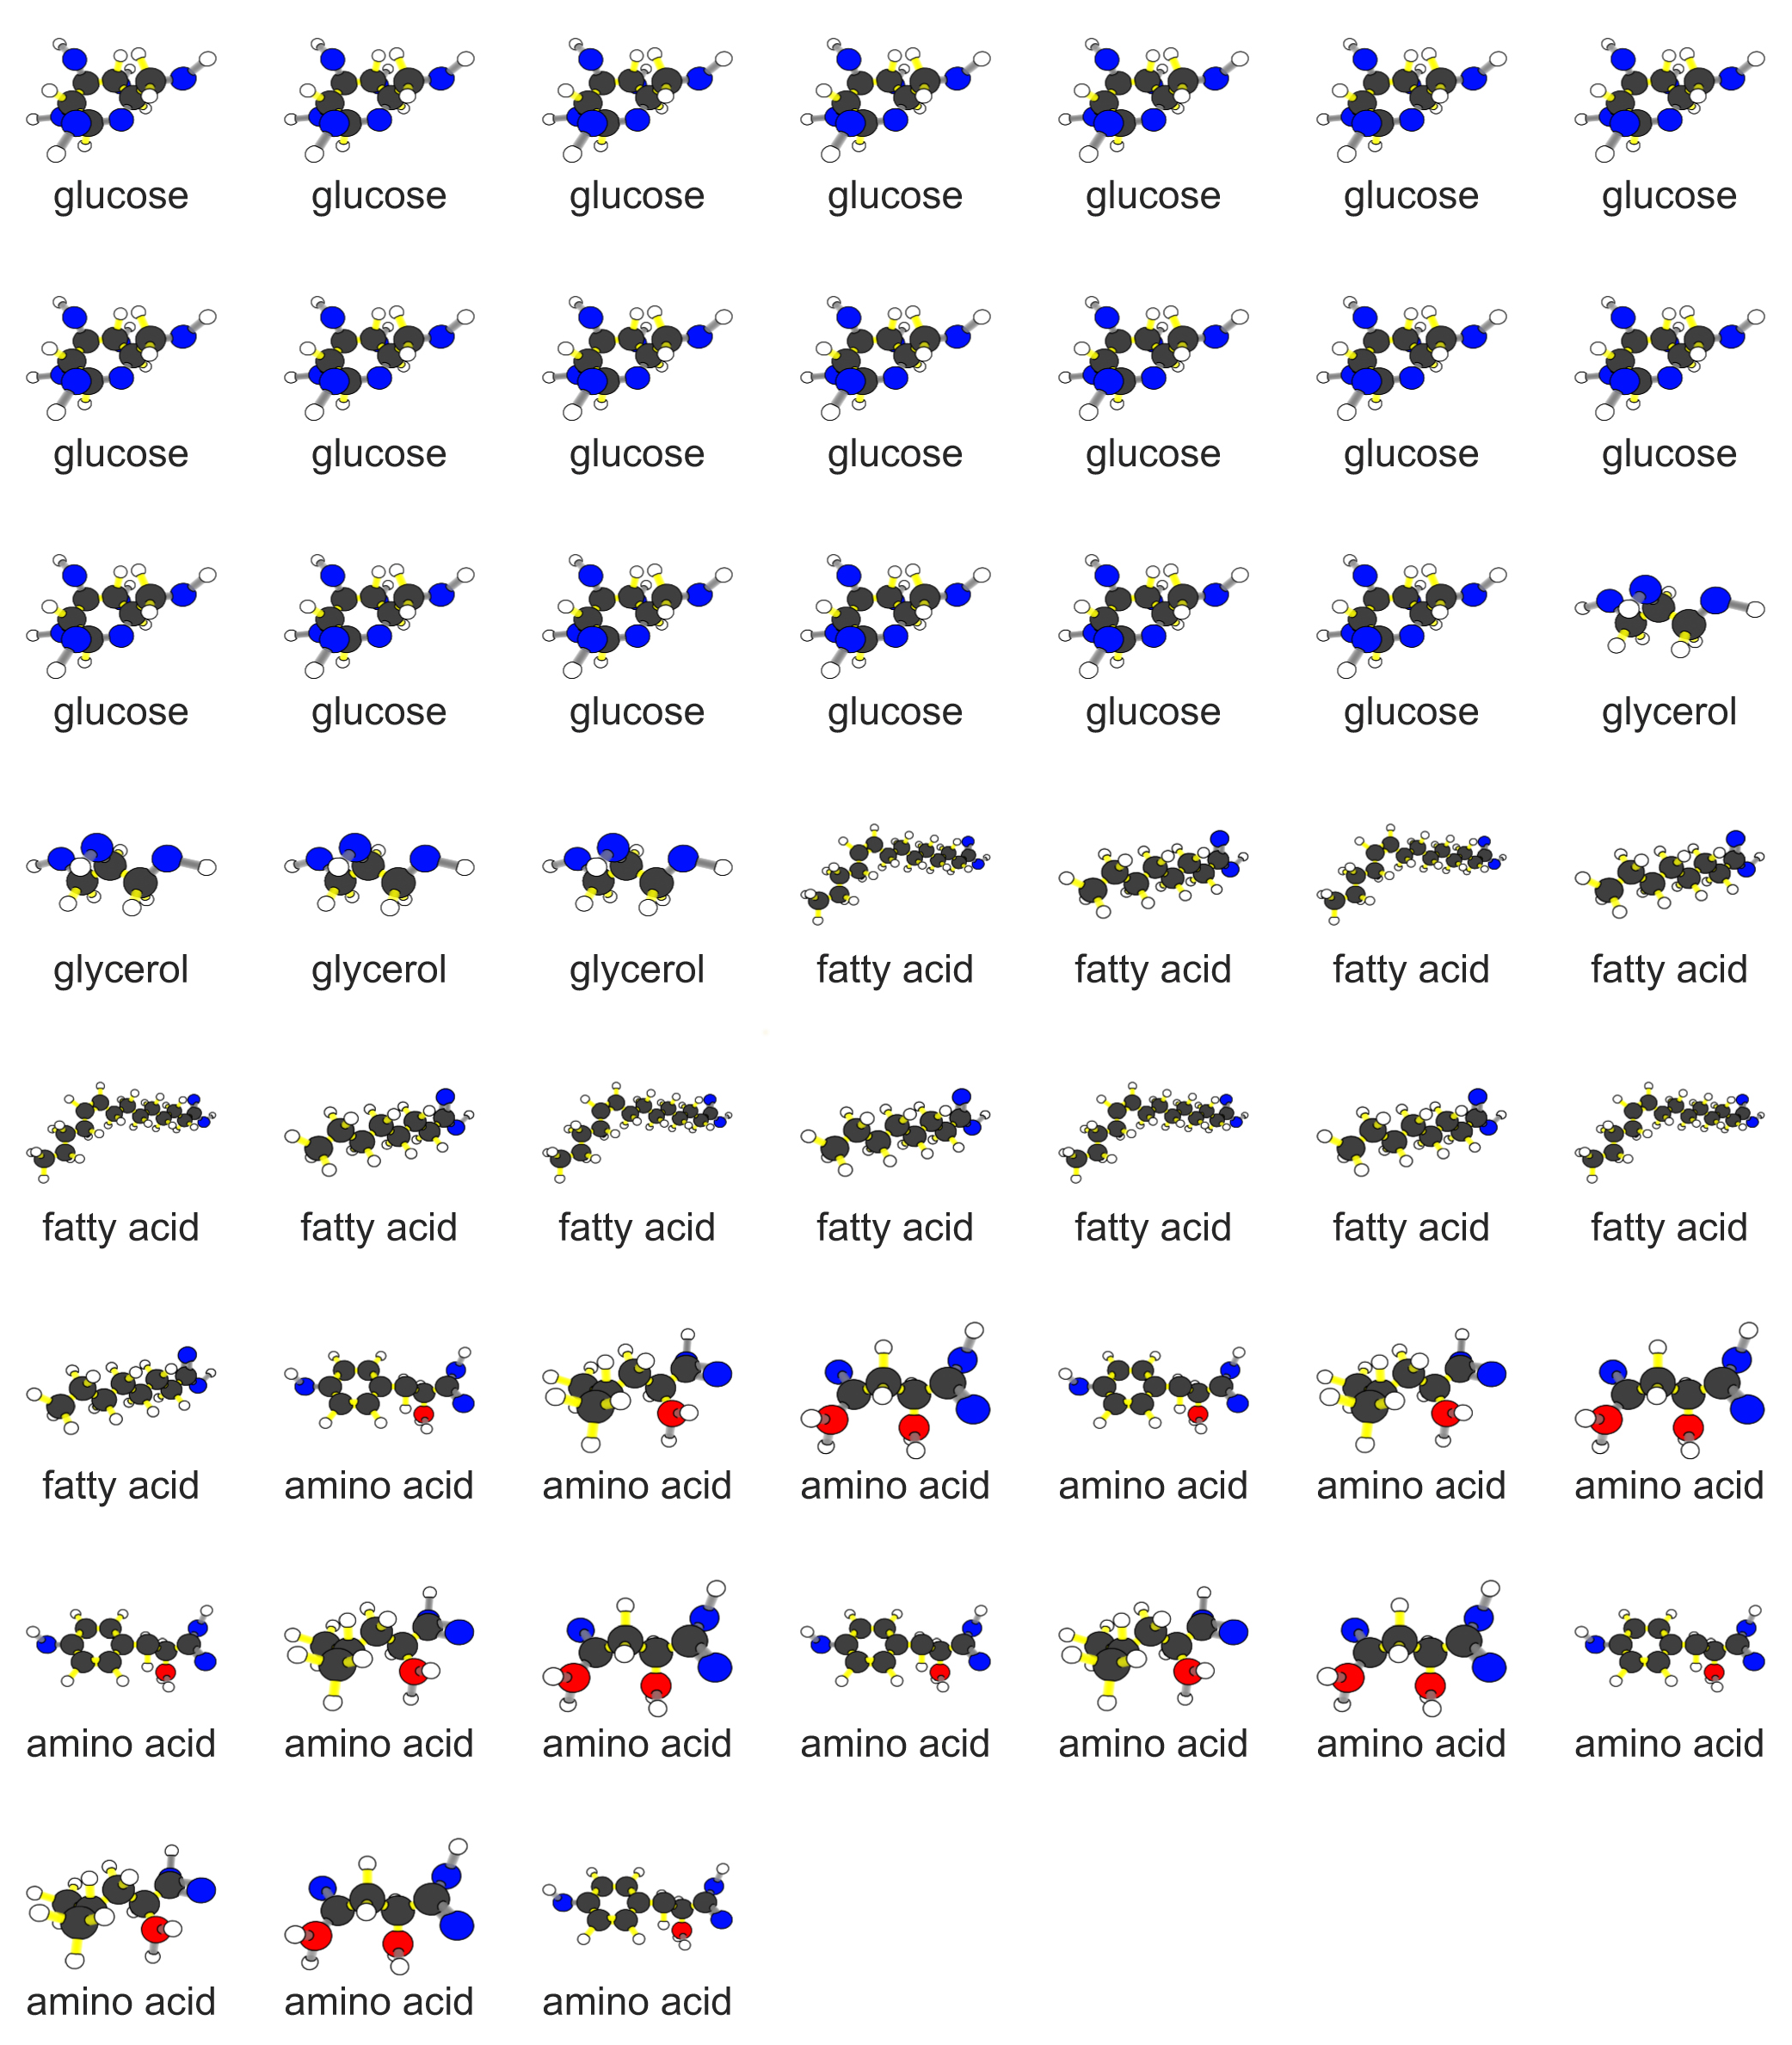 glucose glucose glucose glucose glucose glucose glucose
glucose glucose glucose glucose glucose glucose glucose
glucose glucose glucose glucose glucose glucose glycerol
glycerol glycerol glycerol fatty acid fatty acid fatty acid fatty acid
fatty acid fatty acid fatty acid fatty acid fatty acid fatty acid fatty acid
fatty acid amino acid amino acid amino acid amino acid amino acid amino acid
amino acid amino acid amino acid amino acid amino acid amino acid amino acid
amino acid amino acid amino acid